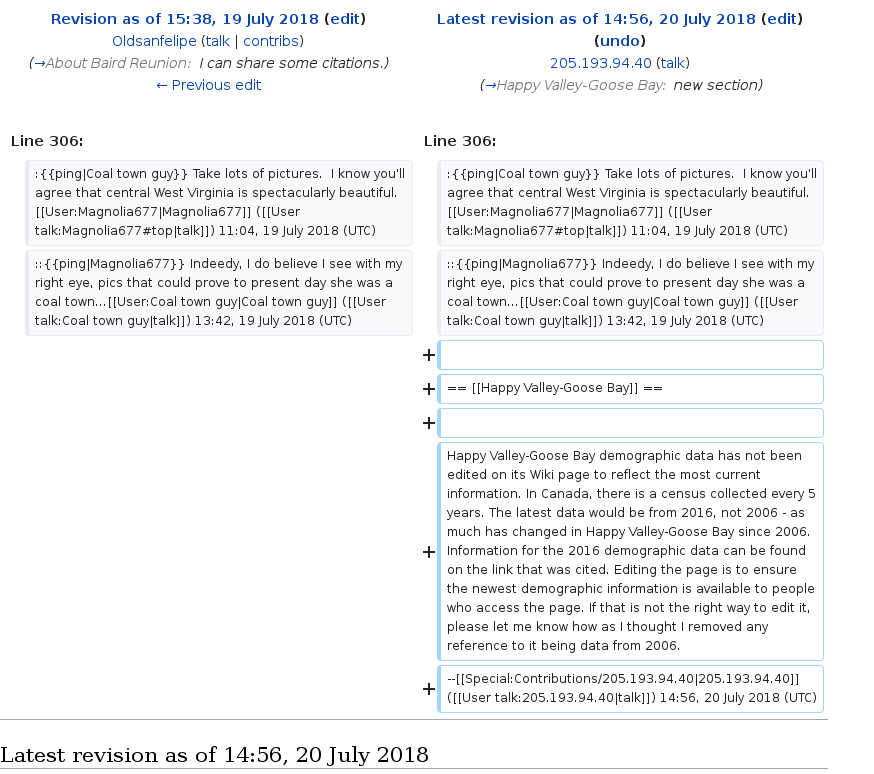 Revision as of 15:38, 19 July 2018 (edit)
Oldsanfelipe (talk | contribs)
(→About Baird Reunion: I can share some citations.)
← Previous edit
Latest revision as of 14:56, 20 July 2018 (edit)
(undo)
205.193.94.40 (talk)
(→Happy Valley-Goose Bay: new section)
Line 306:
Line 306:
:{{ping|Coal town guy}} Take lots of pictures.  I know you'll
agree that central West Virginia is spectacularly beautiful.
[[User:Magnolia677|Magnolia677]] ([[User
talk:Magnolia677#top|talk]]) 11:04, 19 July 2018 (UTC)
:{{ping|Coal town guy}} Take lots of pictures.  I know you'll
agree that central West Virginia is spectacularly beautiful.
[[User:Magnolia677|Magnolia677]] ([[User
talk:Magnolia677#top|talk]]) 11:04, 19 July 2018 (UTC)
::{{ping|Magnolia677}} Indeedy, I do believe I see with my
right eye, pics that could prove to present day she was a
coal town...[[User:Coal town guy|Coal town guy]] ([[User
talk:Coal town guy|talk]]) 13:42, 19 July 2018 (UTC)
::{{ping|Magnolia677}} Indeedy, I do believe I see with my
right eye, pics that could prove to present day she was a
coal town...[[User:Coal town guy|Coal town guy]] ([[User
talk:Coal town guy|talk]]) 13:42, 19 July 2018 (UTC)
+
+ == [[Happy Valley-Goose Bay]] ==
+
Happy Valley-Goose Bay demographic data has not been
edited on its Wiki page to reflect the most current
information. In Canada, there is a census collected every 5
years. The latest data would be from 2016, not 2006 - as
much has changed in Happy Valley-Goose Bay since 2006.
+ Information for the 2016 demographic data can be found
on the link that was cited. Editing the page is to ensure
the newest demographic information is available to people
who access the page. If that is not the right way to edit it,
please let me know how as I thought I removed any
reference to it being data from 2006.
+ --[[Special:Contributions/205.193.94.40|205.193.94.40]]
([[User talk:205.193.94.40|talk]]) 14:56, 20 July 2018 (UTC)
Latest revision as of 14:56, 20 July 2018